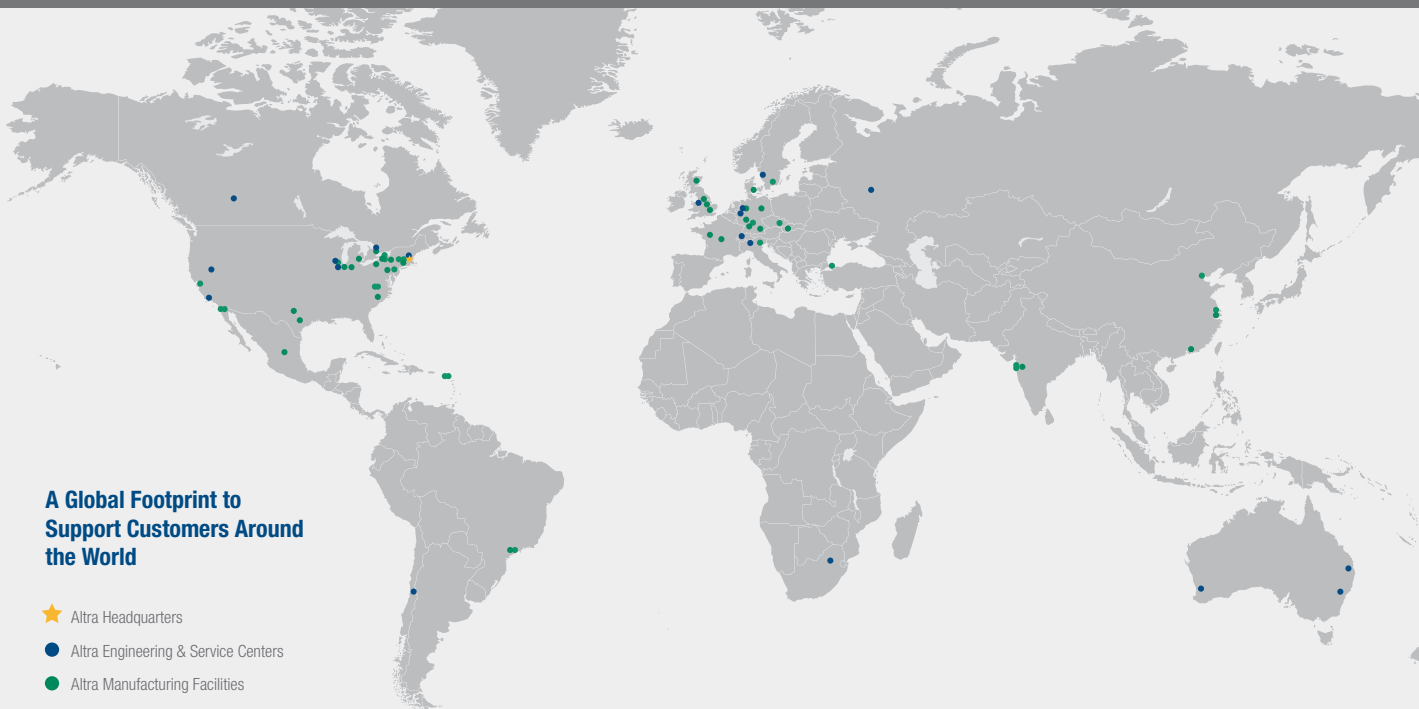 A Global Footprint to
Support Customers Around
the World
Altra Headquarters
Altra Engineering & Service Centers
Altra Manufacturing Facilities